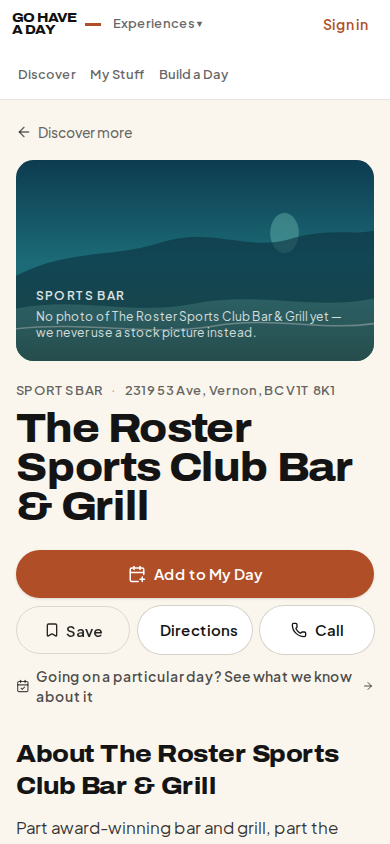 GO HAVE
A DAY
Experiences ▾
Sign in
Discover My Stuff Build a Day
← Discover more
SPORTS BAR
No photo of The Roster Sports Club Bar & Grill yet —
we never use a stock picture instead.
SPORTS BAR · 2319 53 Ave, Vernon, BC V1T 8K1
The Roster
Sports Club Bar
& Grill
Add to My Day
Save Directions Call
Going on a particular day? See what we know →
about it
About The Roster Sports
Club Bar & Grill
Part award-winning bar and grill, part the